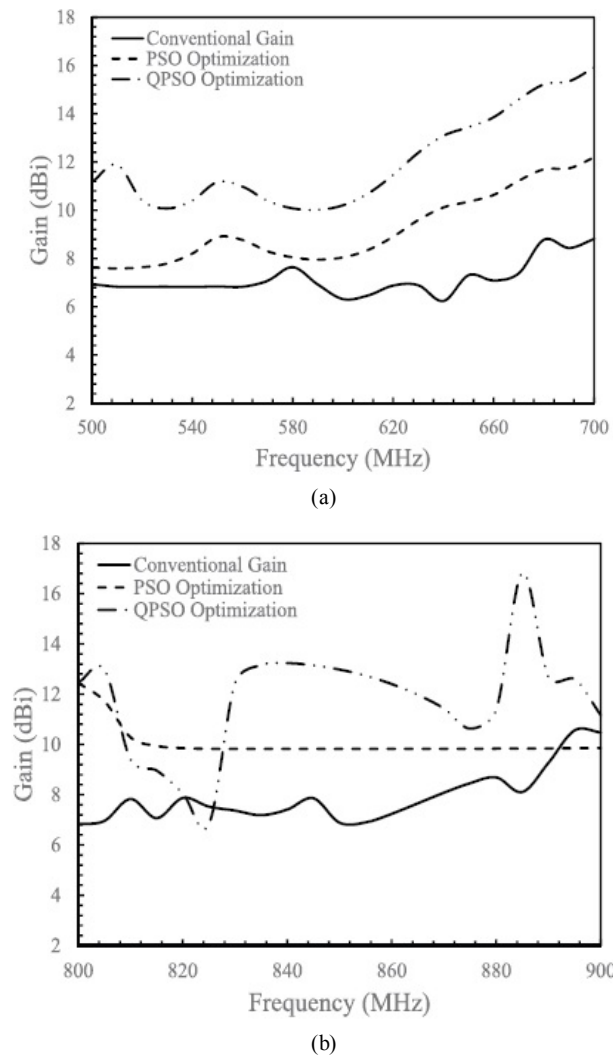 18
16
14
12
10
8
6
4
2
Gain (dBi)
Conventional Gain
PSO Optimization
QPSO Optimization
500 540 580 620 660 700
Frequency (MHz)
(a)
18
16
14
12
10
8
6
4
2
Gain (dBi)
Conventional Gain
PSO Optimization
QPSO Optimization
800 820 840 860 880 900
Frequency (MHz)
(b)